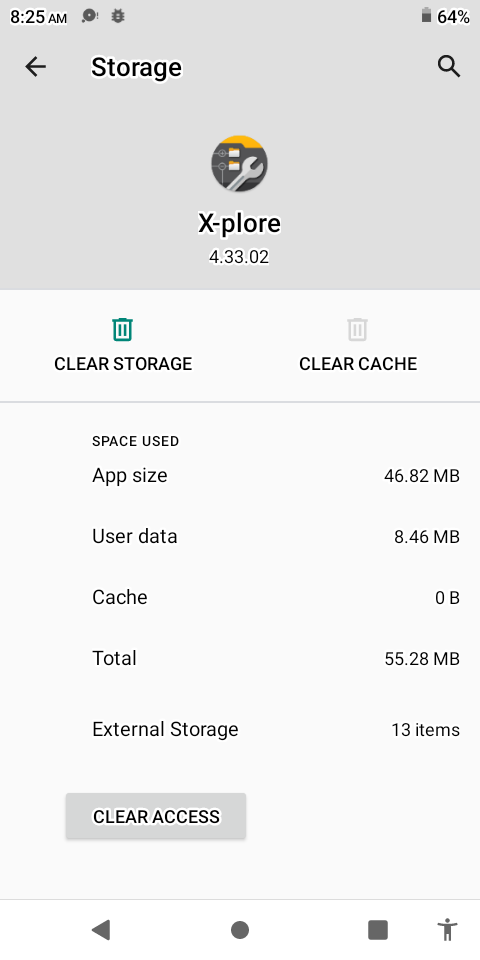 8:25 AM 64%
Storage
X-plore
4.33.02
CLEAR STORAGE CLEAR CACHE
SPACE USED
App size 46.82 MB
User data 8.46 MB
Cache 0 B
Total 55.28 MB
External Storage 13 items
CLEAR ACCESS